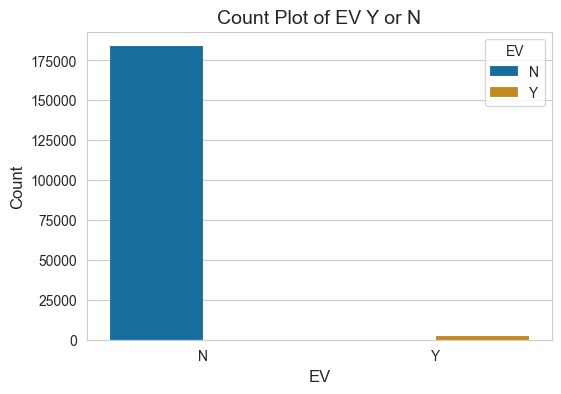 Count Plot of EV Y or N
EV
N
Y
175000
150000
125000
100000
75000
50000
25000
0
Count
N
Y
EV